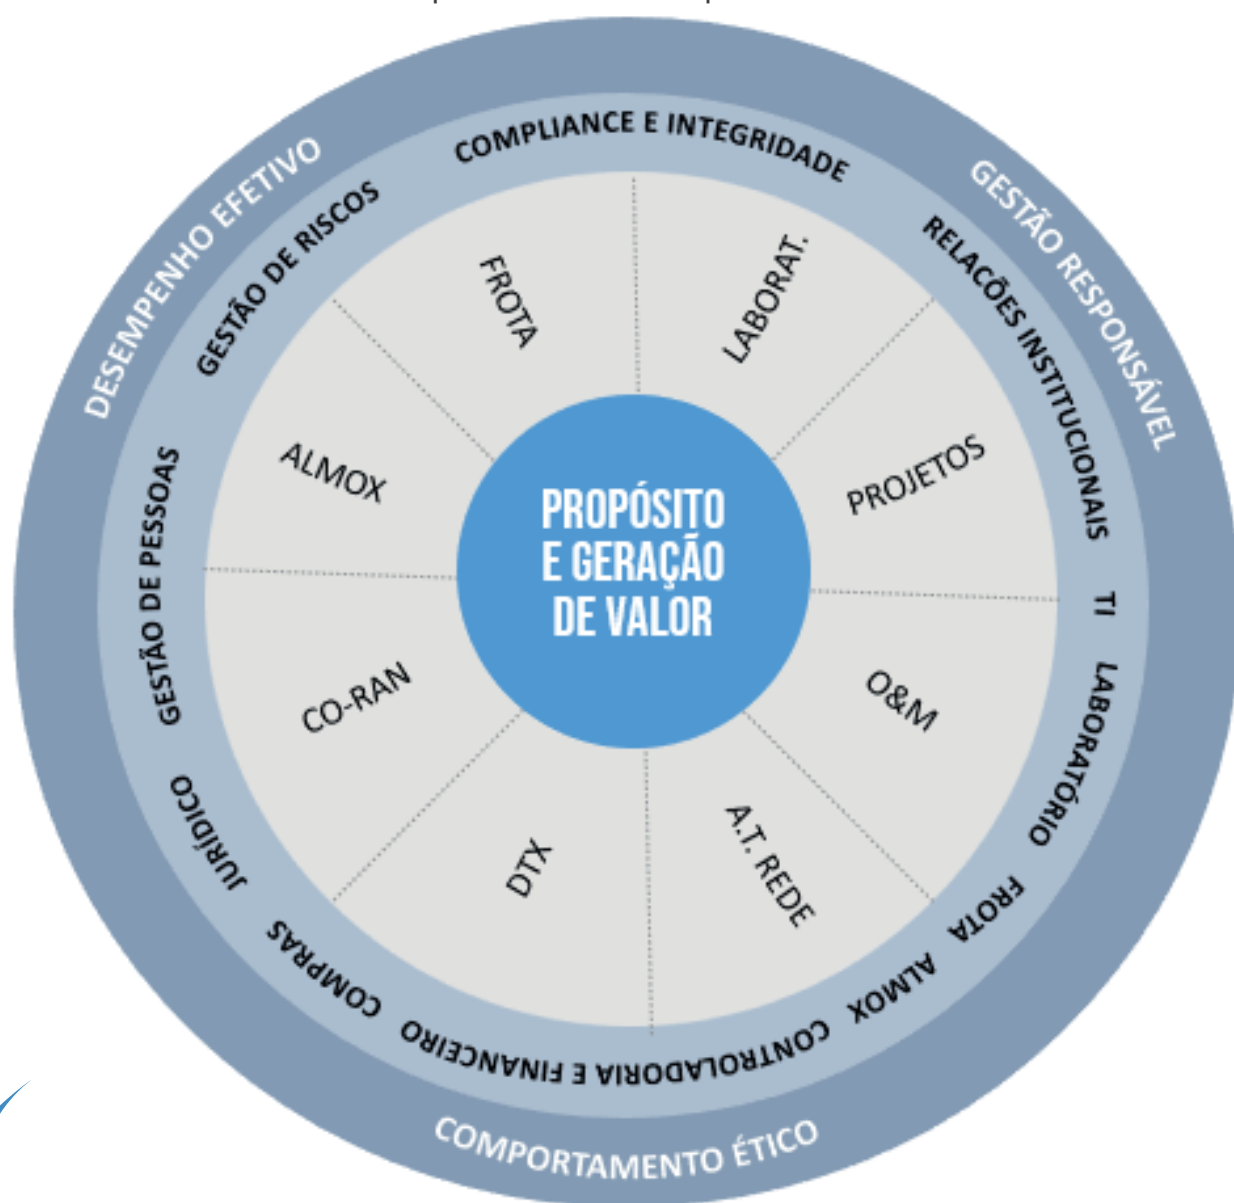 DESEMPENHO EFETIVO
GESTÃO RESPONSÁVEL
COMPORTAMENTO ÉTICO
COMPLIANCE E INTEGRIDADE
RELACÕES INSTITUCIONAIS
TI
LABORATÓRIO
FROTA
ALMOX
CONTROLADORIA E FINANCEIRO
COMPRAS
JURÍDICO
GESTÃO DE PESSOAS
GESTÃO DE RISCOS
LABORAT.
PROJETOS
O&M
A.T. REDE
DTX
CO-RAN
ALMOX
FROTA
PROPÓSITO
E GERAÇÃO
DE VALOR